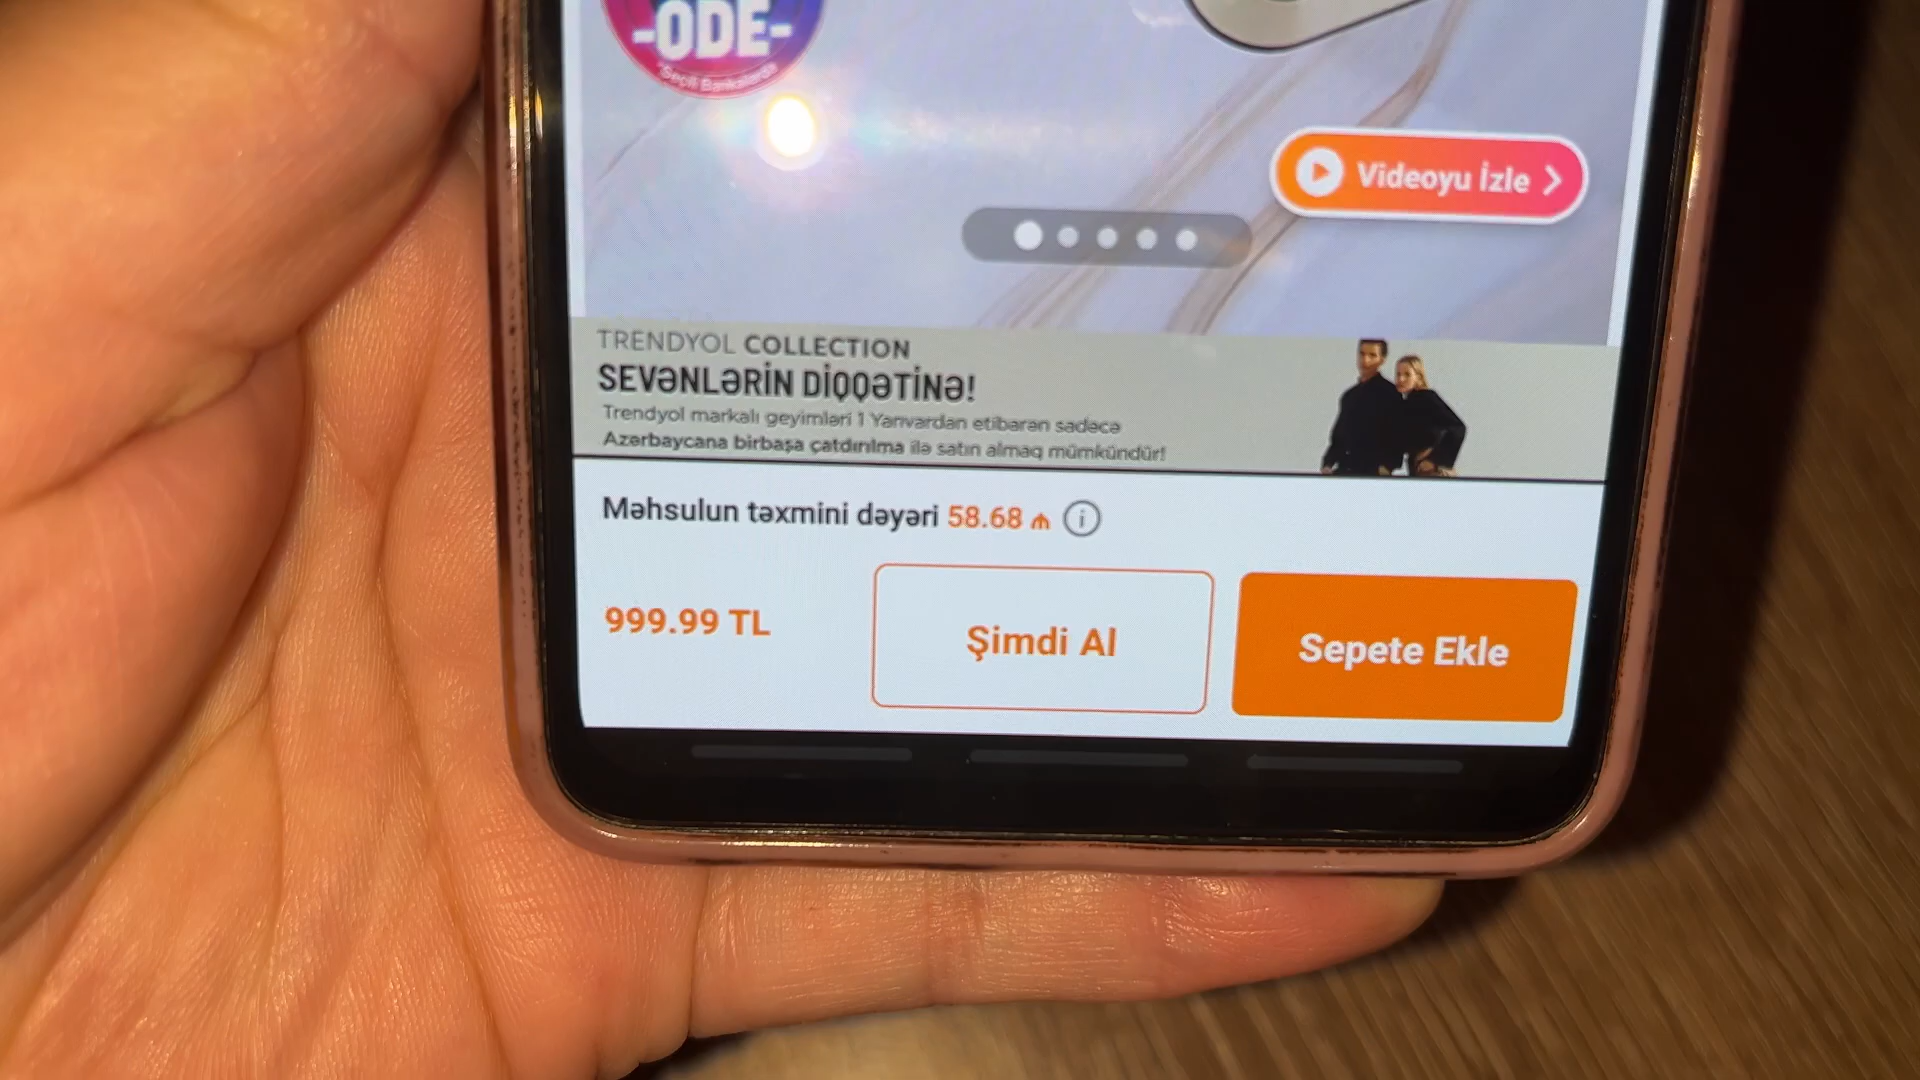 -ÖDE-
*Seçili Bankalarda
Videoyu İzle
TRENDYOL COLLECTION
SEVƏNLƏRİN DİQQƏTİNƏ!
Trendyol markalı geyimləri 1 Yanvardan etibarən sadəcə
Azərbaycana birbaşa çatdırılma ilə satın almaq mümkündür!
Məhsulun təxmini dəyəri 58.68 ₼
999.99 TL
Şimdi Al
Sepete Ekle